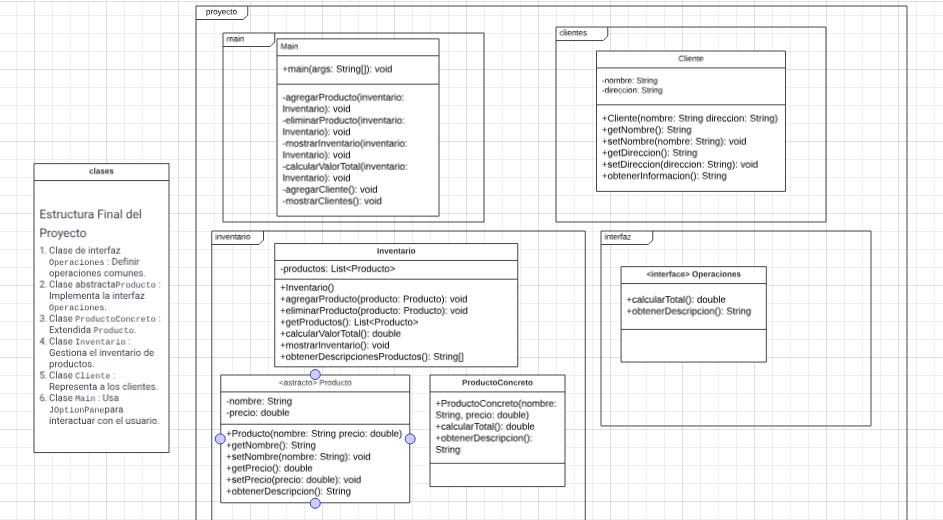 proyecto
main
Main
+main(args: String[]): void
-agregarProducto(inventario:
Inventario): void
-eliminarProducto(inventario:
Inventario): void
-mostrarInventario(inventario:
Inventario): void
-calcularValorTotal(inventario:
Inventario): void
-agregarCliente(): void
-mostrarClientes(): void
clientes
Cliente
-nombre: String
-direccion: String
+Cliente(nombre: String direccion: String)
+getNombre(): String
+setNombre(nombre: String): void
+getDireccion(): String
+setDireccion(direccion: String): void
+obtenerInformacion(): String
clases
Estructura Final del
Proyecto
1. Clase de interfaz
Operaciones : Definir
operaciones comunes.
2. Clase abstractaProducto :
Implementa la interfaz
Operaciones.
3. Clase ProductoConcreto :
Extendida Producto.
4. Clase Inventario :
Gestiona el inventario de
productos.
5. Clase Cliente :
Representa a los clientes.
6. Clase Main : Usa
JOptionPanepara
interactuar con el usuario.
inventario
Inventario
-productos: List<Producto>
+Inventario()
+agregarProducto(producto: Producto): void
+eliminarProducto(producto: Producto): void
+getProductos(): List<Producto>
+calcularValorTotal(): double
+mostrarInventario(): void
+obtenerDescripcionesProductos(): String[]
<astracto> Producto
-nombre: String
-precio: double
+Producto(nombre: String precio: double)
+getNombre(): String
+setNombre(nombre: String): void
+getPrecio(): double
+setPrecio(precio: double): void
+obtenerDescripcion(): String
ProductoConcreto
+ProductoConcreto(nombre:
String, precio: double)
+calcularTotal(): double
+obtenerDescripcion():
String
interfaz
<interface> Operaciones
+calcularTotal(): double
+obtenerDescripcion(): String